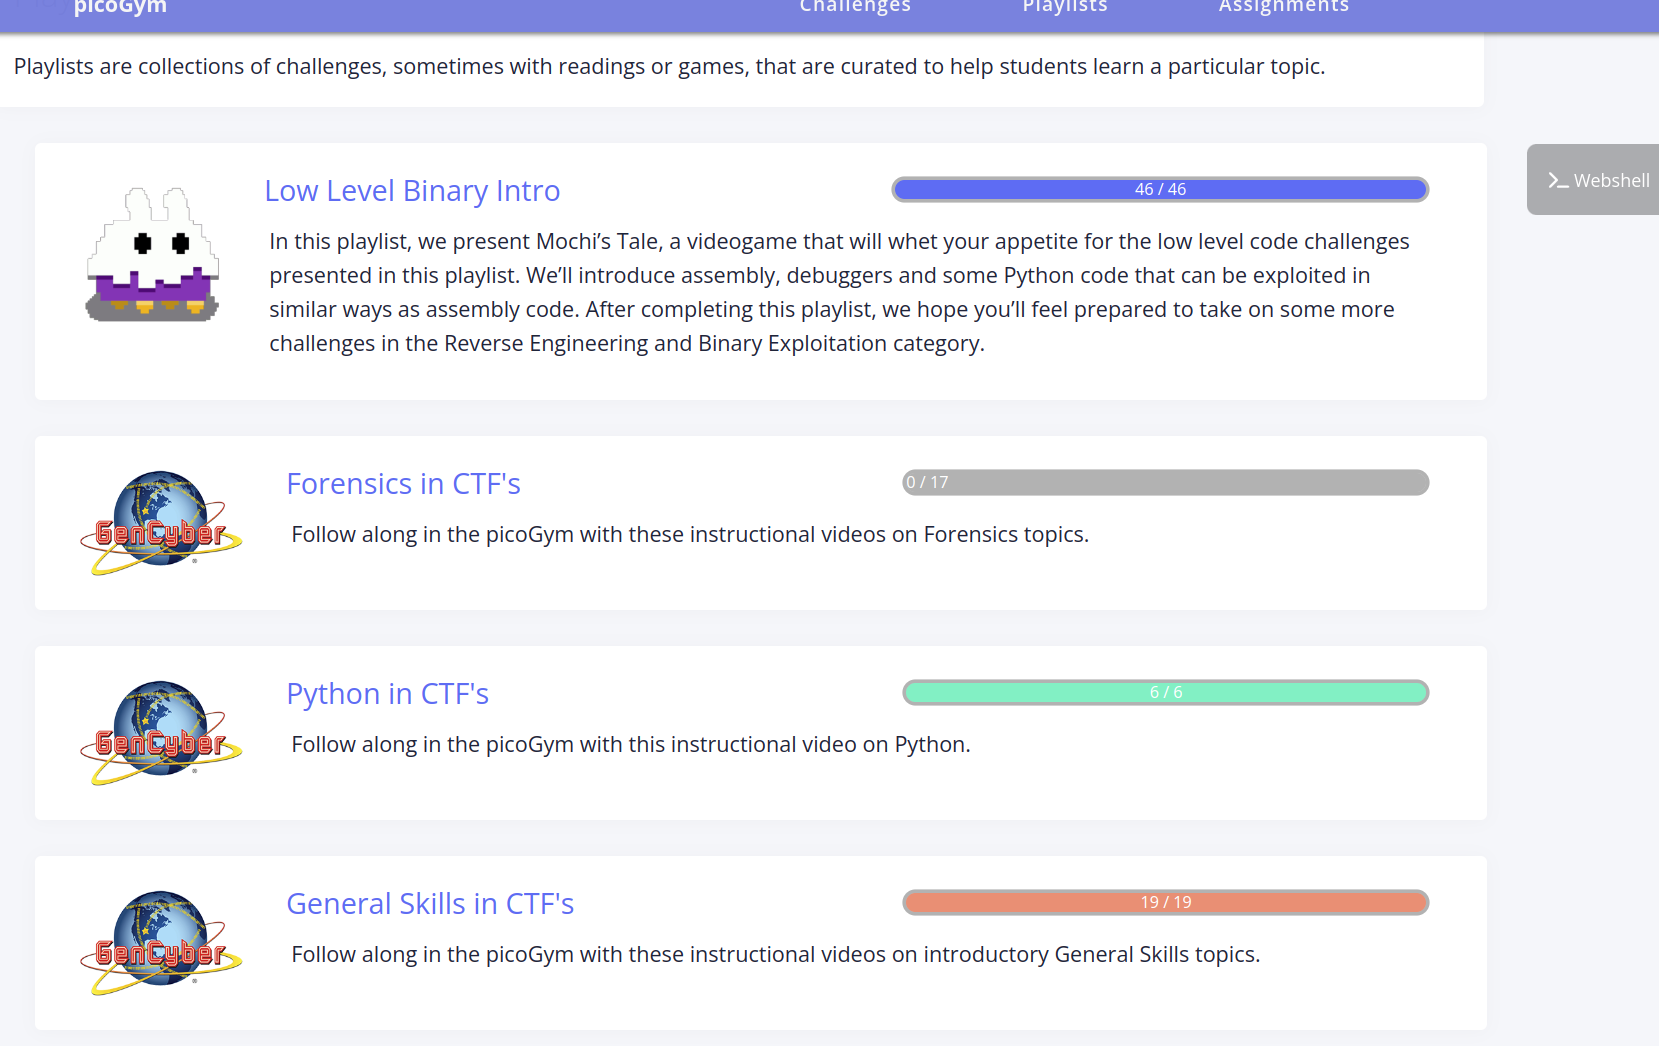 picoGym
Challenges
Playlists
Assignments
Playlists are collections of challenges, sometimes with readings or games, that are curated to help students learn a particular topic.
Low Level Binary Intro
46 / 46
In this playlist, we present Mochi’s Tale, a videogame that will whet your appetite for the low level code challenges
presented in this playlist. We’ll introduce assembly, debuggers and some Python code that can be exploited in
similar ways as assembly code. After completing this playlist, we hope you’ll feel prepared to take on some more
challenges in the Reverse Engineering and Binary Exploitation category.
Webshell
GenCyber
®
Forensics in CTF's
0 / 17
Follow along in the picoGym with these instructional videos on Forensics topics.
GenCyber
®
Python in CTF's
6 / 6
Follow along in the picoGym with this instructional video on Python.
GenCyber
®
General Skills in CTF's
19 / 19
Follow along in the picoGym with these instructional videos on introductory General Skills topics.